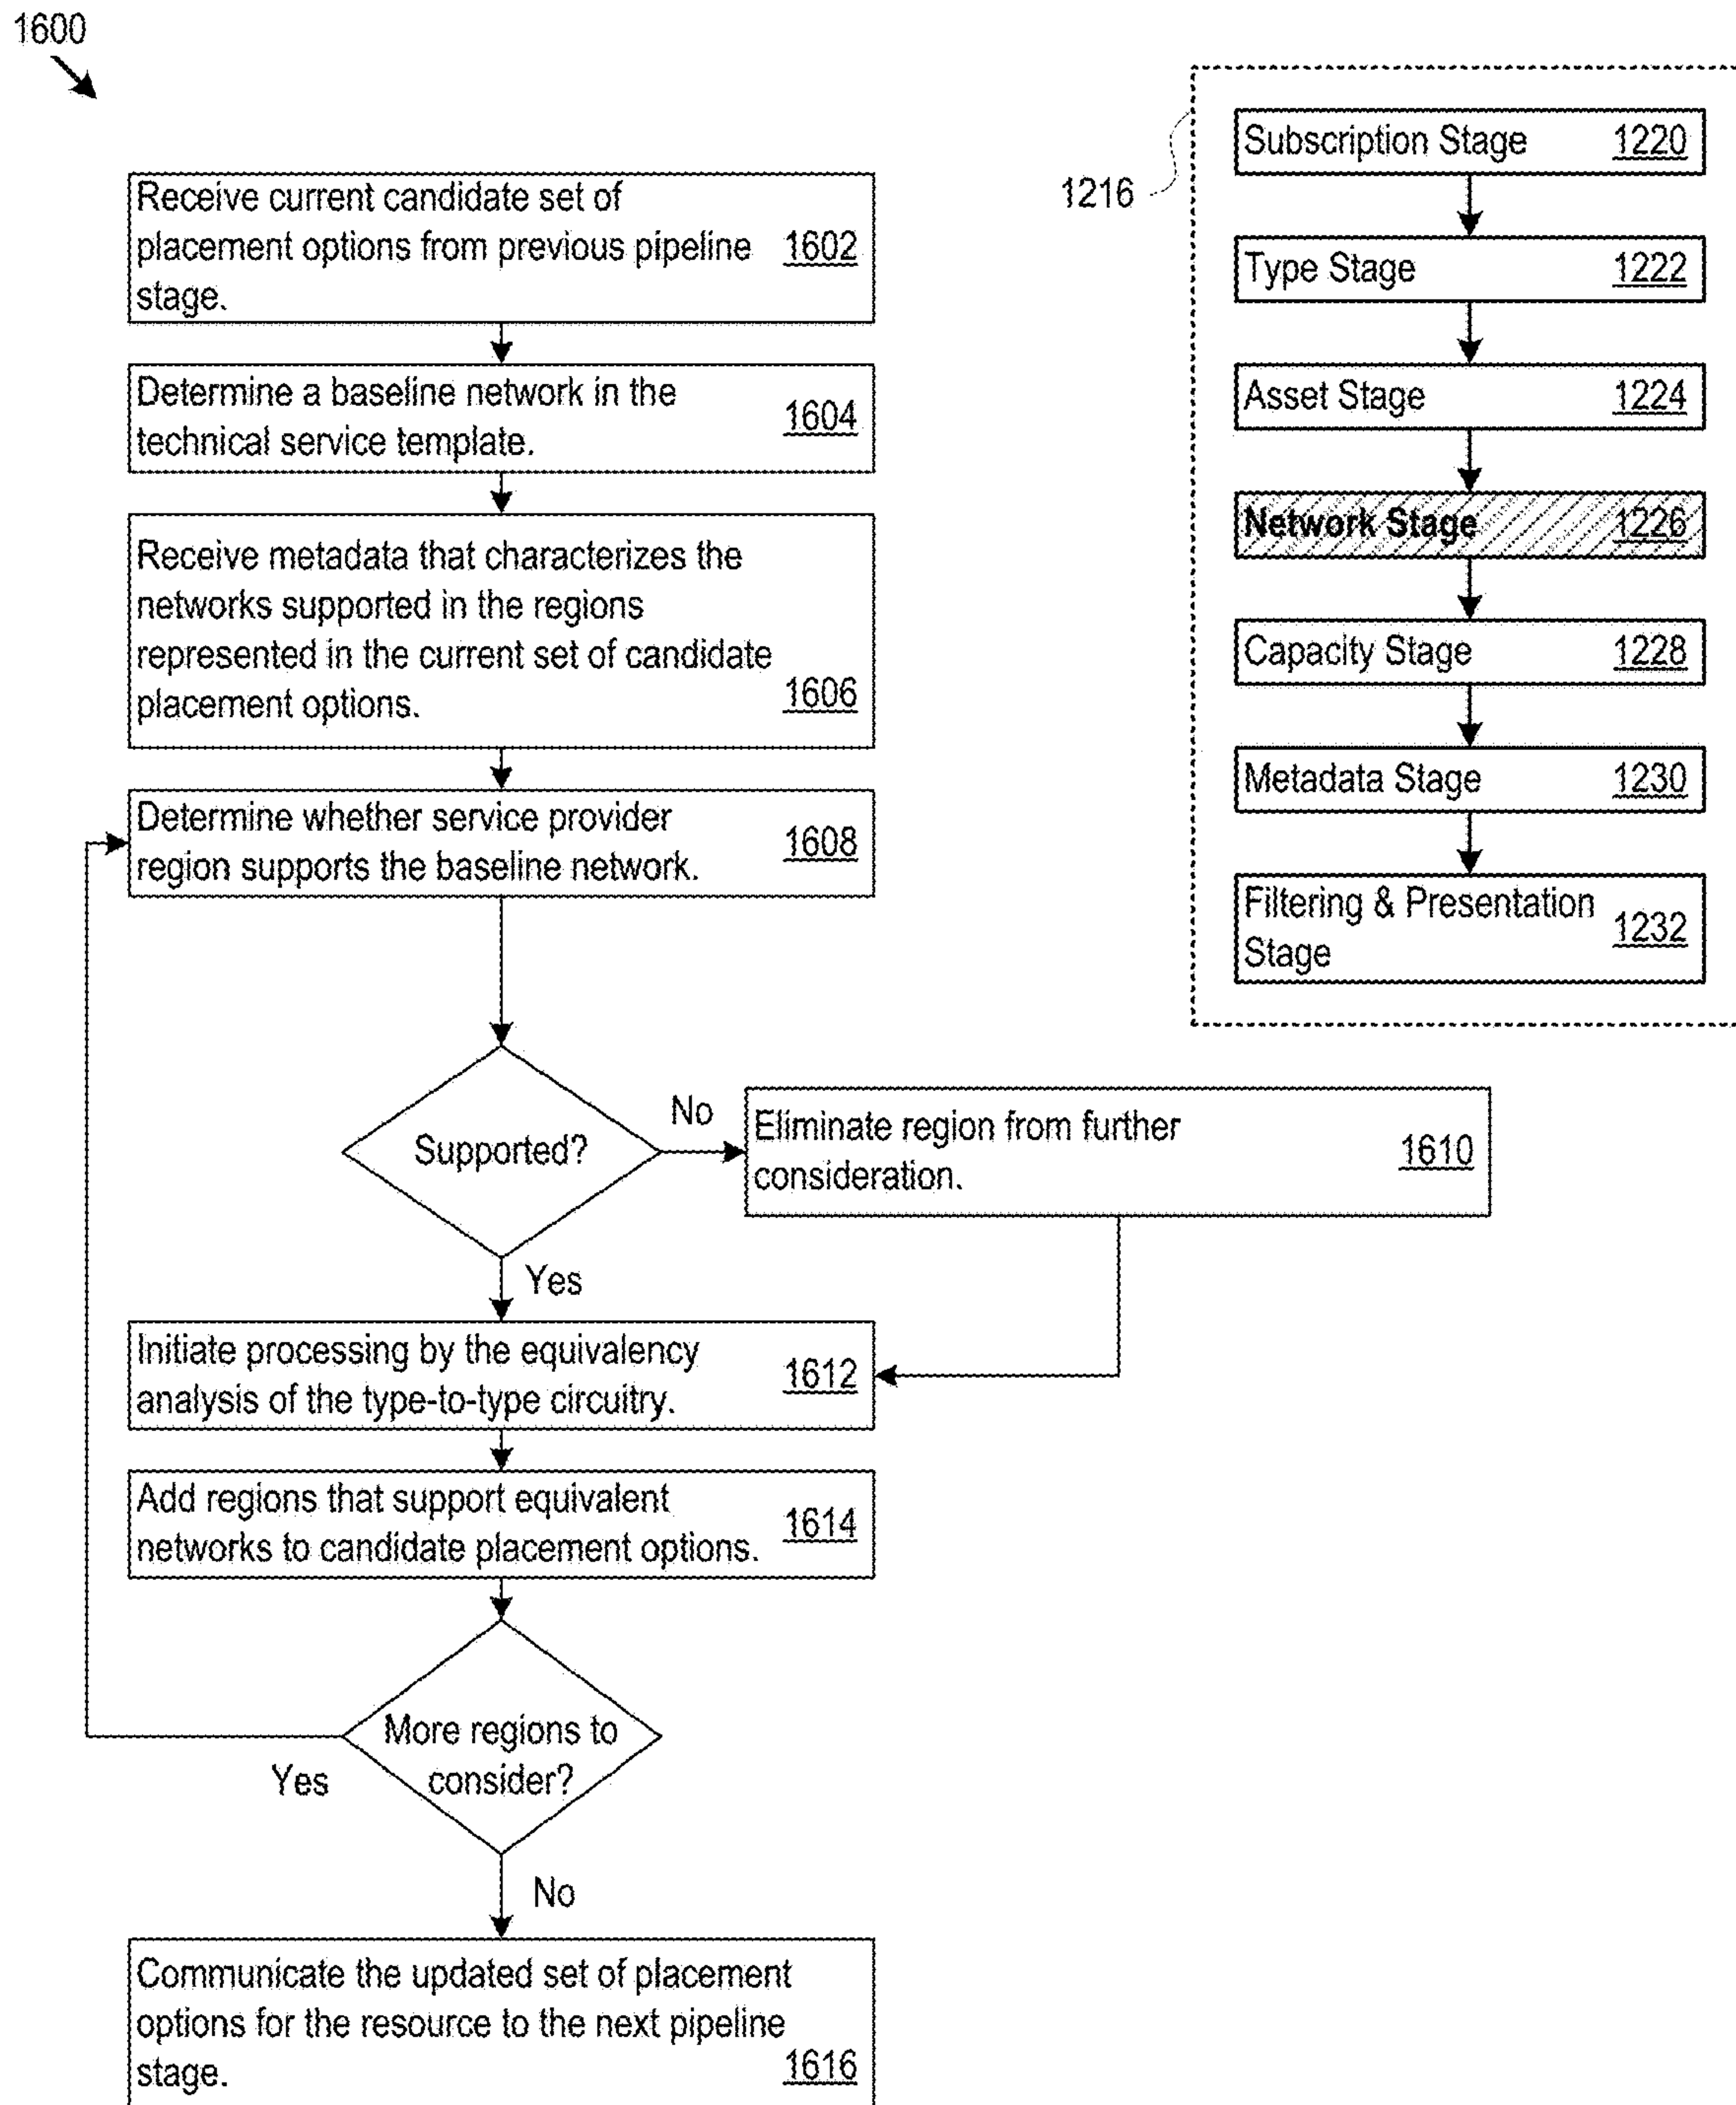 1600
Receive current candidate set of
placement options from previous pipeline 1602
stage.
Determine a baseline network in the
technical service template. 1604
Receive metadata that characterizes the
networks supported in the regions
represented in the current set of candidate
placement options. 1606
Determine whether service provider
region supports the baseline network. 1608
Supported?
No
Eliminate region from further
consideration. 1610
Yes
Initiate processing by the equivalency
analysis of the type-to-type circuitry. 1612
Add regions that support equivalent
networks to candidate placement options. 1614
More regions to
consider?
Yes
No
Communicate the updated set of placement
options for the resource to the next pipeline
stage. 1616
1216
Subscription Stage 1220
Type Stage 1222
Asset Stage 1224
Network Stage 1226
Capacity Stage 1228
Metadata Stage 1230
Filtering & Presentation
Stage 1232